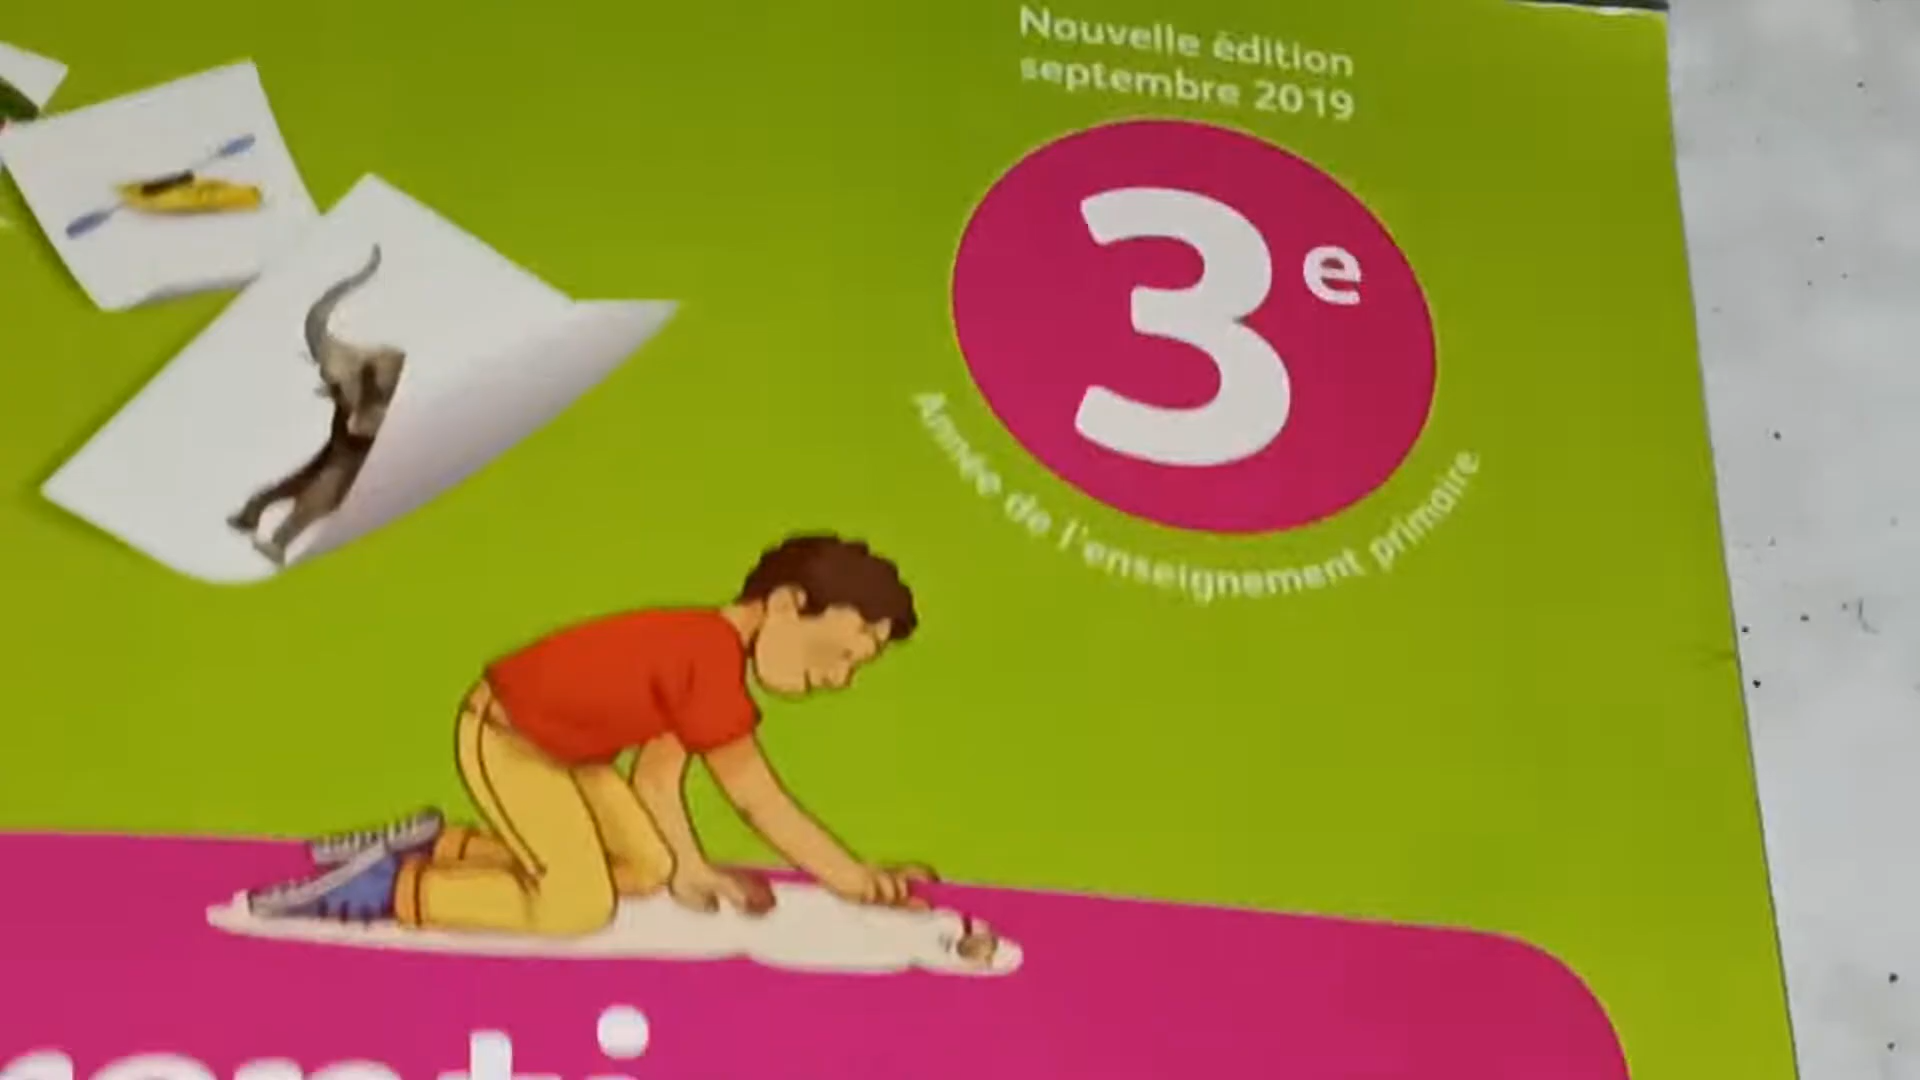 Nouvelle édition
septembre 2019
3e
Année de l'enseignement primaire